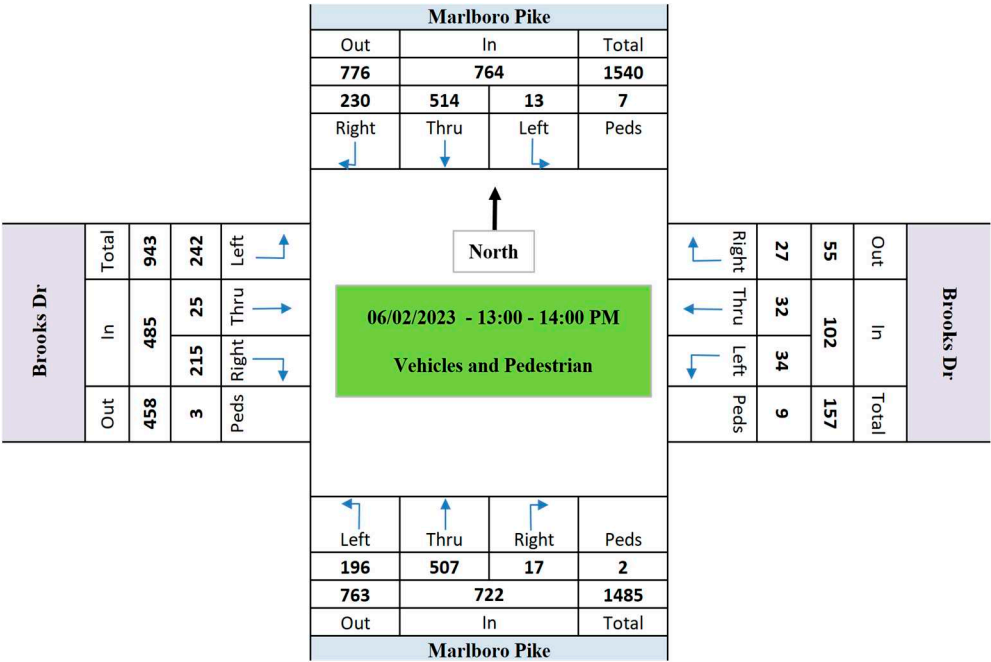 Marlboro Pike
Out In Total
776 764 1540
230 514 13 7
Right Thru Left Peds
Brooks Dr
Total In Out
943 485 458
242 25 215 3
Left Thru Right Peds
North
06/02/2023 - 13:00 - 14:00 PM
Vehicles and Pedestrian
Right Thru Left Peds
27 32 34 9
55 102 157
Out In Total
Brooks Dr
Left Thru Right Peds
196 507 17 2
763 722 1485
Out In Total
Marlboro Pike